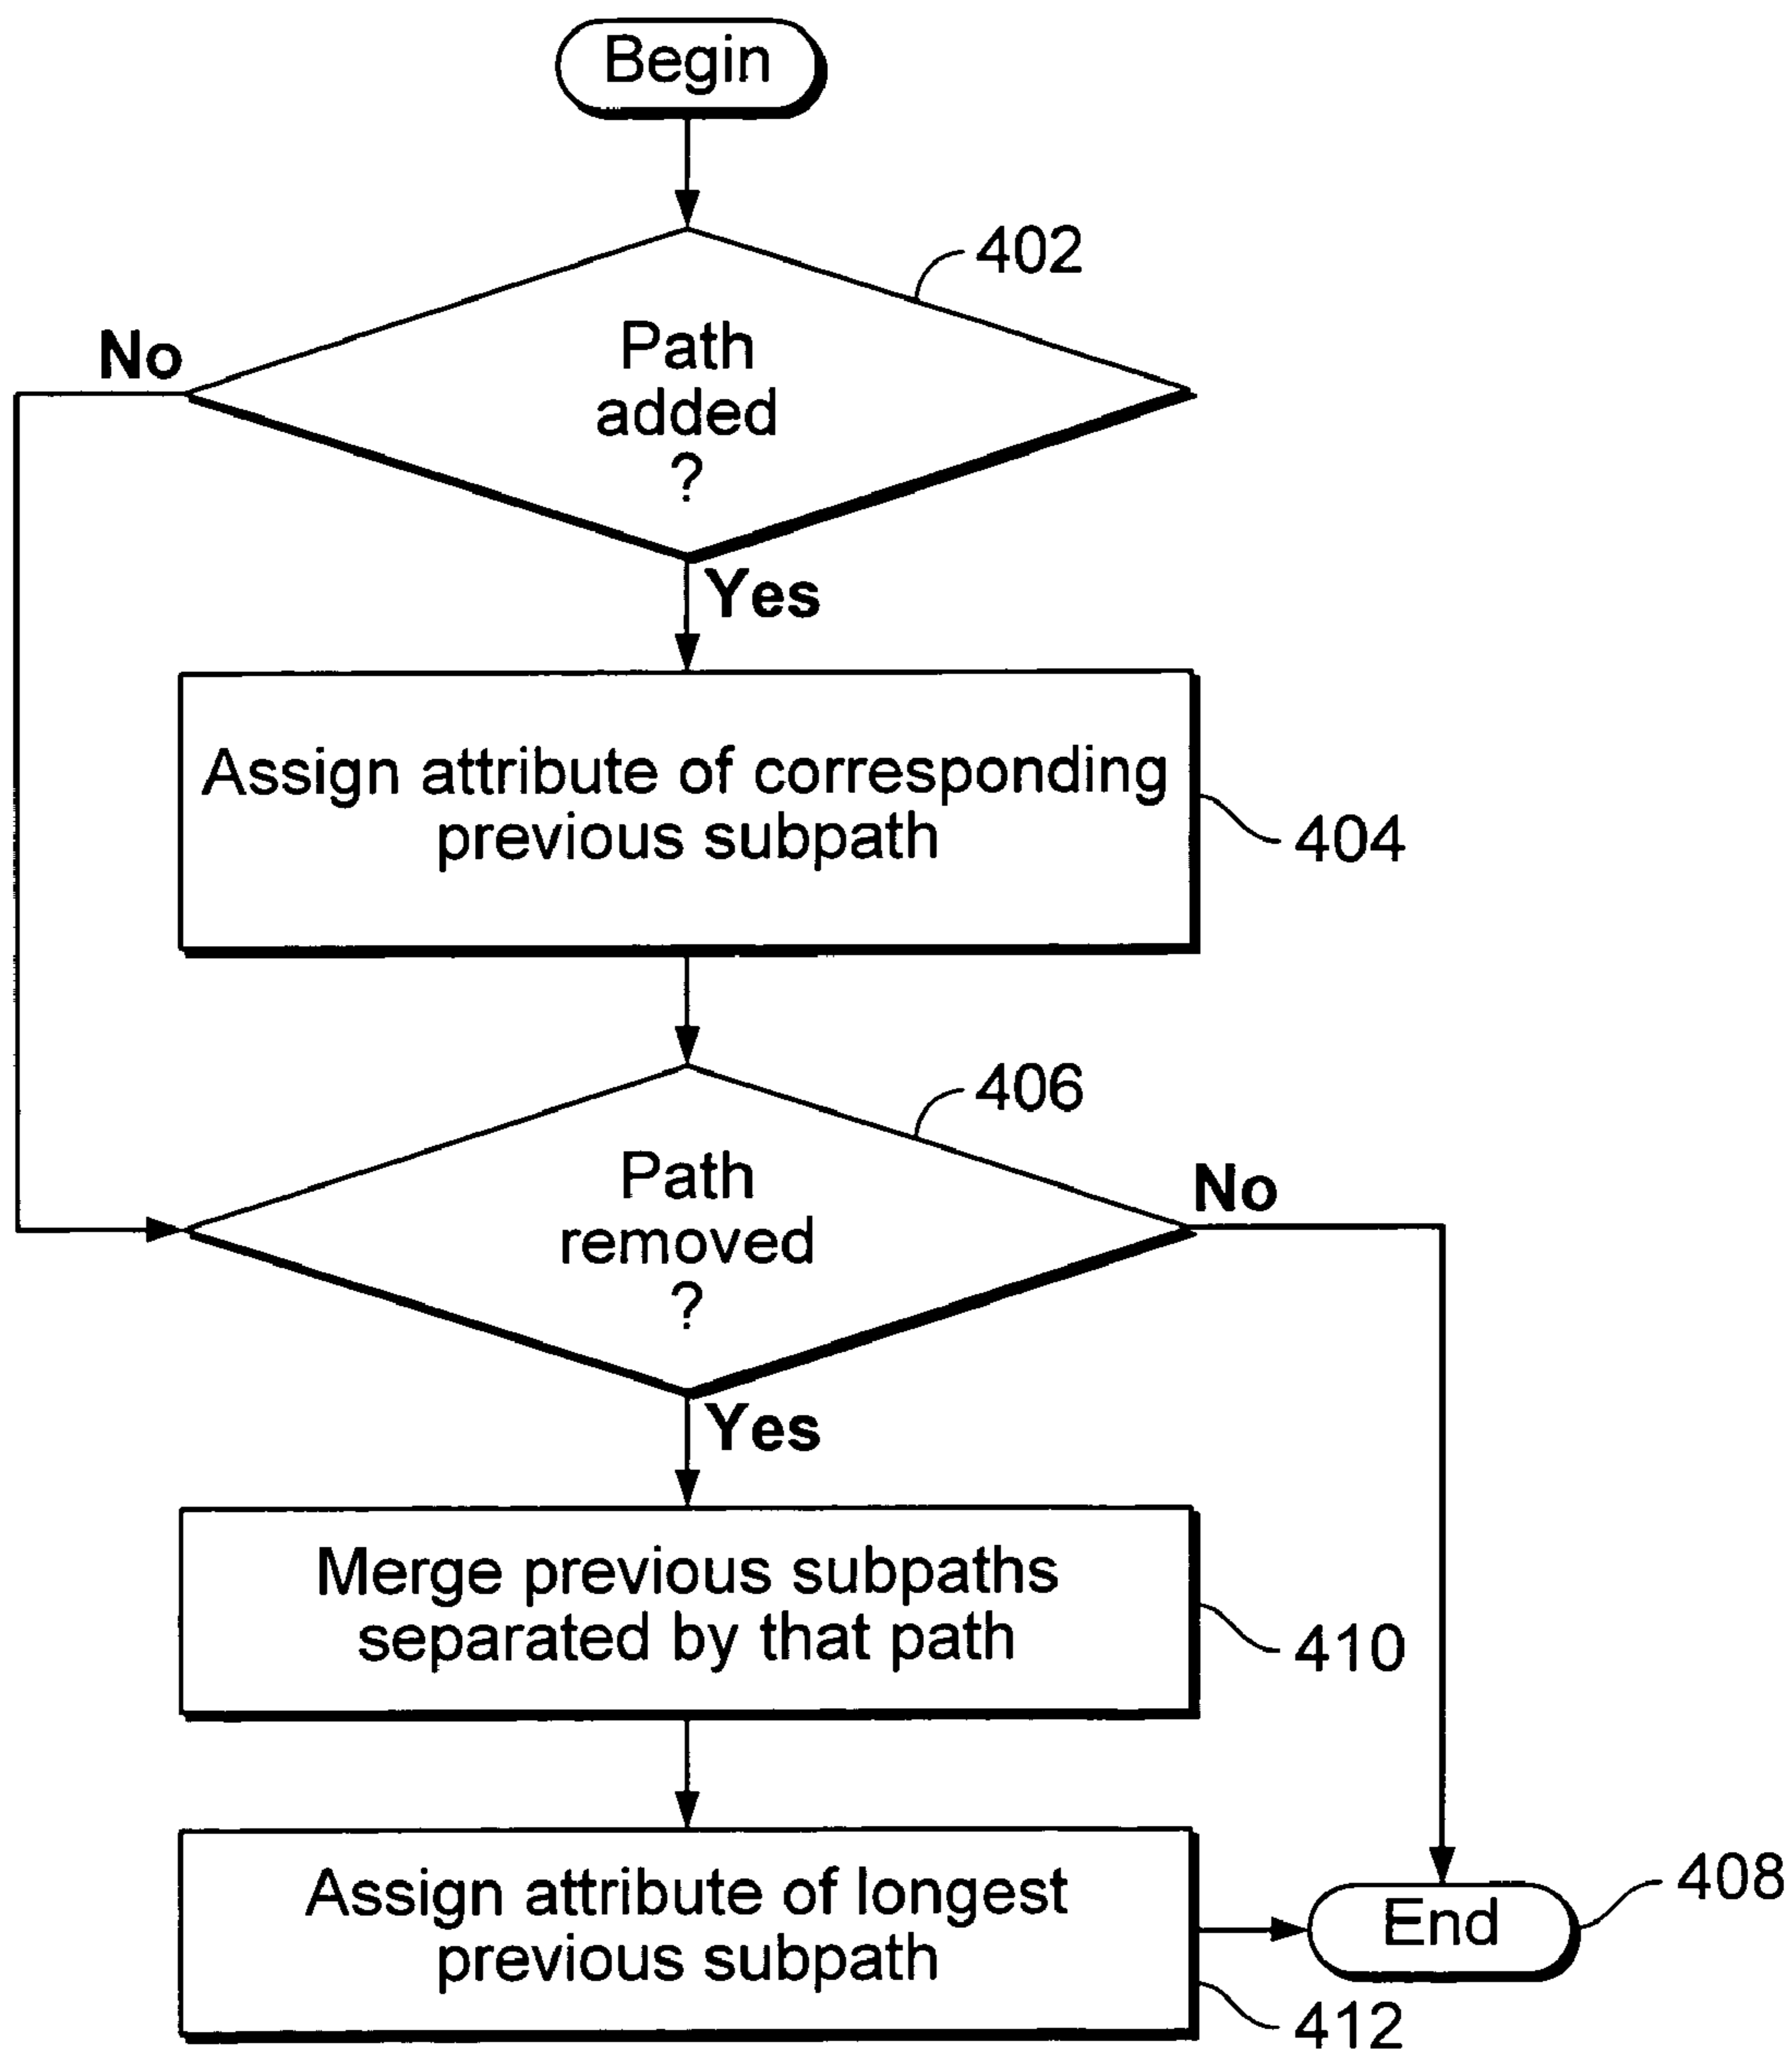 Begin
402
No
Path
added
?
Yes
Assign attribute of corresponding
previous subpath
404
406
Path
removed
?
No
Yes
Merge previous subpaths
separated by that path
410
Assign attribute of longest
previous subpath
End
408
412